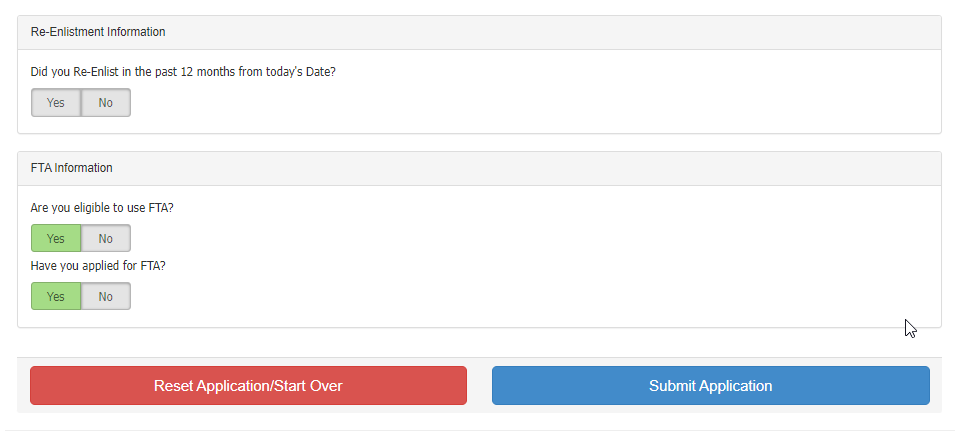 Re-Enlistment Information
Did you Re-Enlist in the past 12 months from today's Date?
Yes No
FTA Information
Are you eligible to use FTA?
Yes No
Have you applied for FTA?
Yes No
Reset Application/Start Over Submit Application